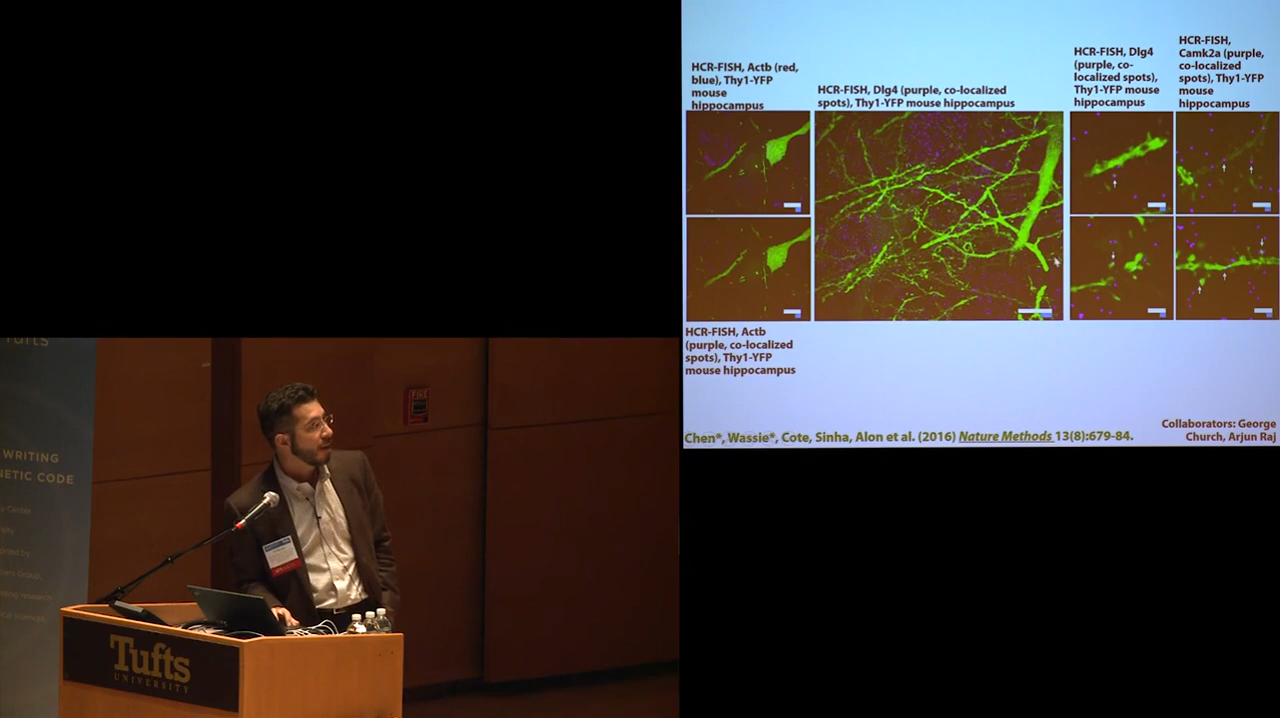 HCR-FISH, Actb (red,
blue), Thy1-YFP
mouse
hippocampus
HCR-FISH, Dlg4 (purple, co-localized
spots), Thy1-YFP mouse hippocampus
HCR-FISH, Dlg4
(purple, co-
localized spots),
Thy1-YFP mouse
hippocampus
HCR-FISH,
Camk2a (purple,
co-localized
spots), Thy1-YFP
mouse
hippocampus
HCR-FISH, Actb
(purple, co-localized
spots), Thy1-YFP
mouse hippocampus
Chen*, Wassie*, Cote, Sinha, Alon et al. (2016) Nature Methods 13(8):679-84.
Collaborators: George
Church, Arjun Raj
Tufts
WRITING
NETIC CODE
Center
FIRE
Tufts
UNIVERSITY